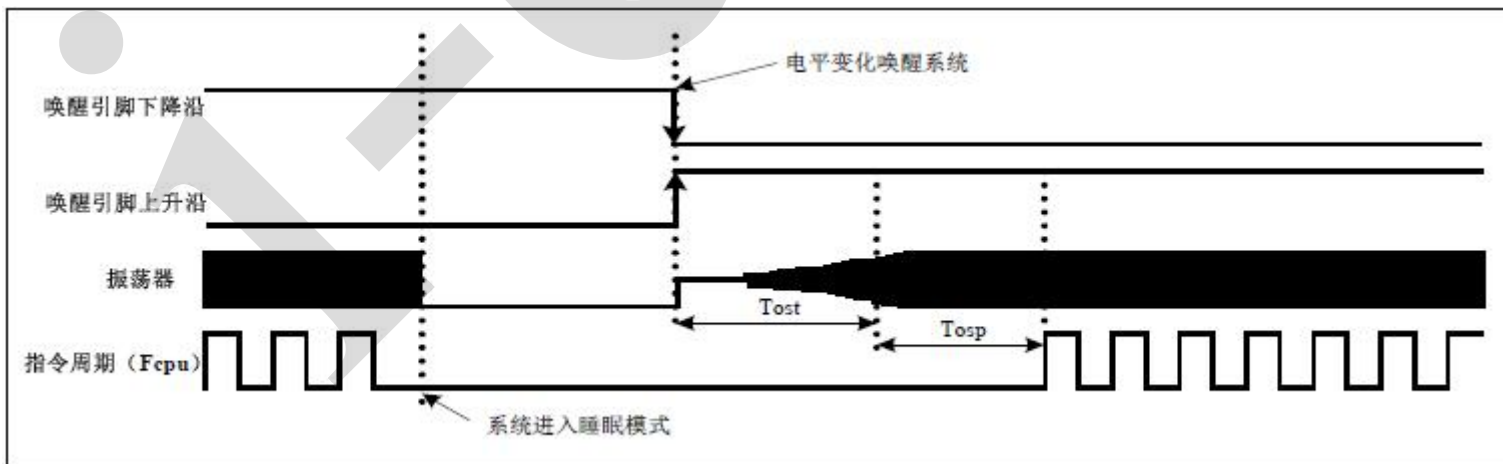 电平变化唤醒系统
唤醒引脚下降沿
唤醒引脚上升沿
振荡器
Tost
Tosp
指令周期（Fcpu）
系统进入睡眠模式